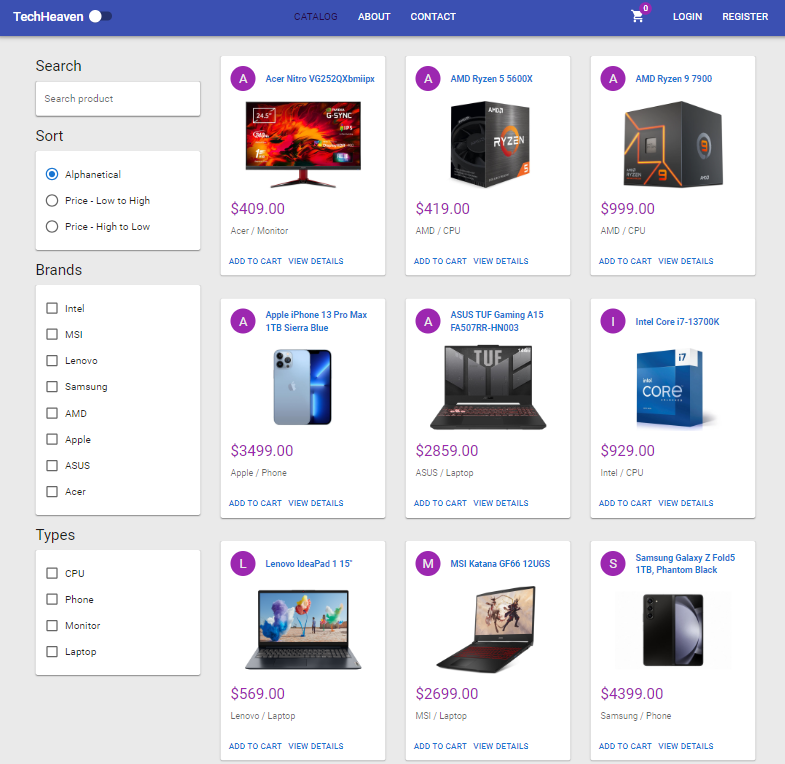 TechHeaven
CATALOG
ABOUT
CONTACT
0
LOGIN
REGISTER
Search
Search product
Sort
Alphanetical
Price - Low to High
Price - High to Low
Brands
Intel
MSI
Lenovo
Samsung
AMD
Apple
ASUS
Acer
Types
CPU
Phone
Monitor
Laptop
A
Acer Nitro VG252QXbmiipx
24.5"
G-SYNC
IPS
$409.00
Acer / Monitor
ADD TO CART VIEW DETAILS
A
AMD Ryzen 5 5600X
AMD
RYZEN
5
$419.00
AMD / CPU
ADD TO CART VIEW DETAILS
A
AMD Ryzen 9 7900
9
RYZEN
9
AMD
$999.00
AMD / CPU
ADD TO CART VIEW DETAILS
A
Apple iPhone 13 Pro Max
1TB Sierra Blue
$3499.00
Apple / Phone
ADD TO CART VIEW DETAILS
A
ASUS TUF Gaming A15
FA507RR-HN003
TUF
$2859.00
ASUS / Laptop
ADD TO CART VIEW DETAILS
I
Intel Core i7-13700K
i7
intel
CORE
$929.00
Intel / CPU
ADD TO CART VIEW DETAILS
L
Lenovo IdeaPad 1 15"
$569.00
Lenovo / Laptop
ADD TO CART VIEW DETAILS
M
MSI Katana GF66 12UGS
$2699.00
MSI / Laptop
ADD TO CART VIEW DETAILS
S
Samsung Galaxy Z Fold5
1TB, Phantom Black
$4399.00
Samsung / Phone
ADD TO CART VIEW DETAILS